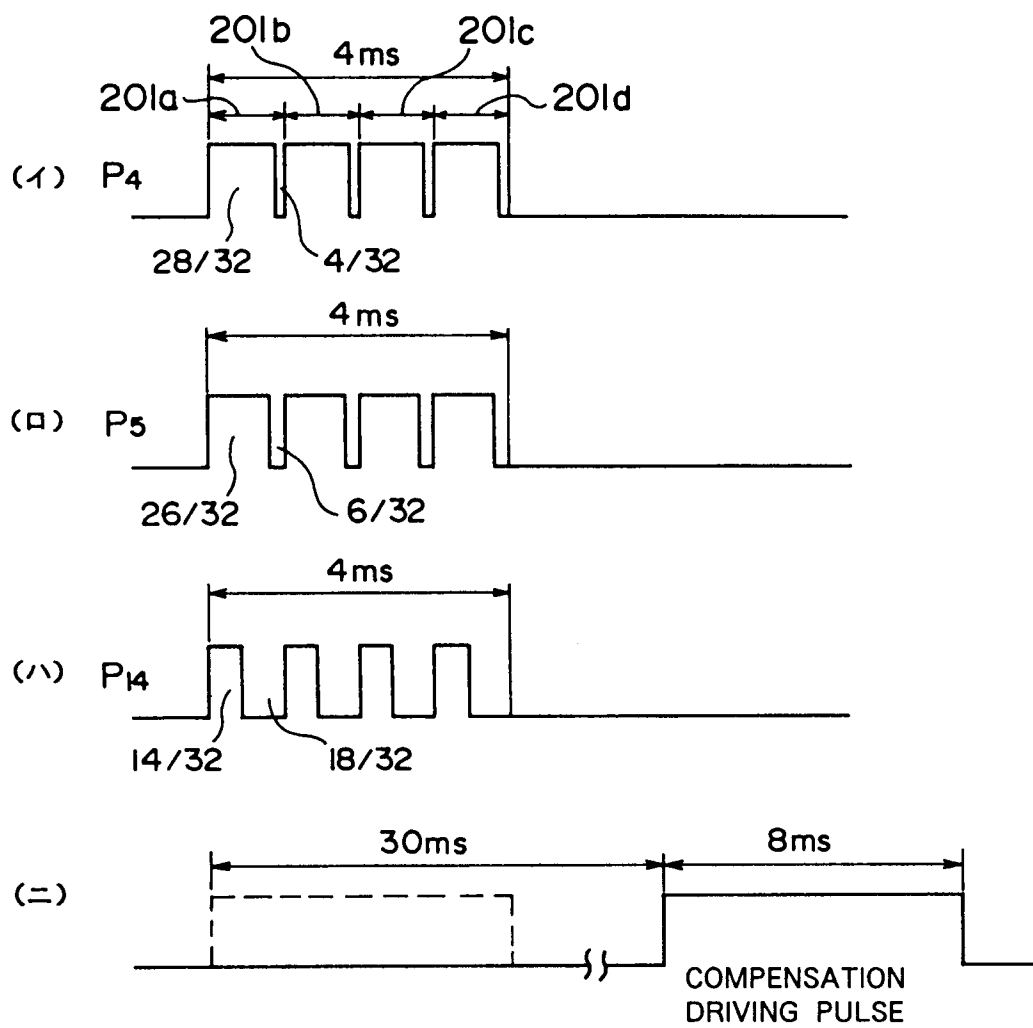 201b 201c
4ms
201a 201d
(イ) P4
28/32 4/32
4ms
(ロ) P5
26/32 6/32
4ms
(ハ) P14
14/32 18/32
30ms 8ms
(ニ)
COMPENSATION
DRIVING PULSE